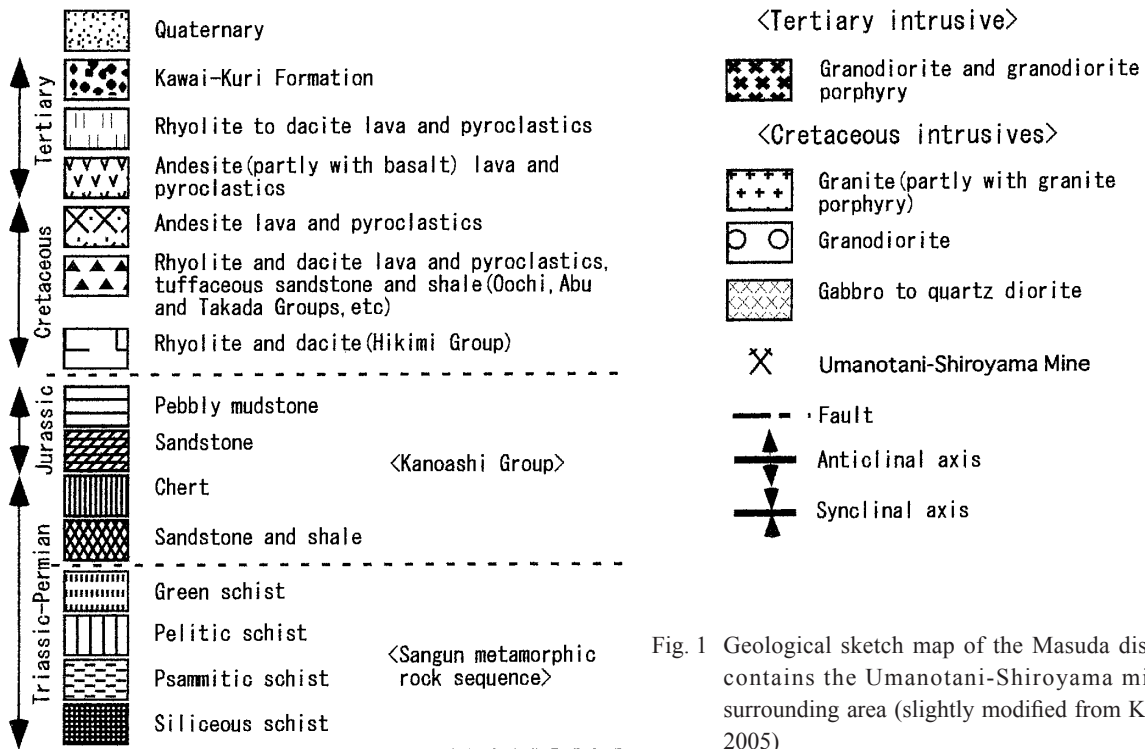 Quaternary
Kawai-Kuri Formation
Rhyolite to dacite lava and pyroclastics
Andesite(partly with basalt) lava and
pyroclastics
Andesite lava and pyroclastics
Rhyolite and dacite lava and pyroclastics,
tuffaceous sandstone and shale(Oochi, Abu
and Takada Groups, etc)
Rhyolite and dacite(Hikimi Group)
Pebbly mudstone
Sandstone
<Kanoashi Group>
Chert
Sandstone and shale
Green schist
Pelitic schist
<Sangun metamorphic
rock sequence>
Psammitic schist
Siliceous schist
Tertiary
Cretaceous
Jurassic
Triassic-Permian
<Tertiary intrusive>
Granodiorite and granodiorite
porphyry
<Cretaceous intrusives>
Granite(partly with granite
porphyry)
Granodiorite
Gabbro to quartz diorite
Umanotani-Shiroyama Mine
Fault
Anticlinal axis
Synclinal axis
Fig. 1 Geological sketch map of the Masuda dis
contains the Umanotani-Shiroyama mi
surrounding area (slightly modified from K
2005)